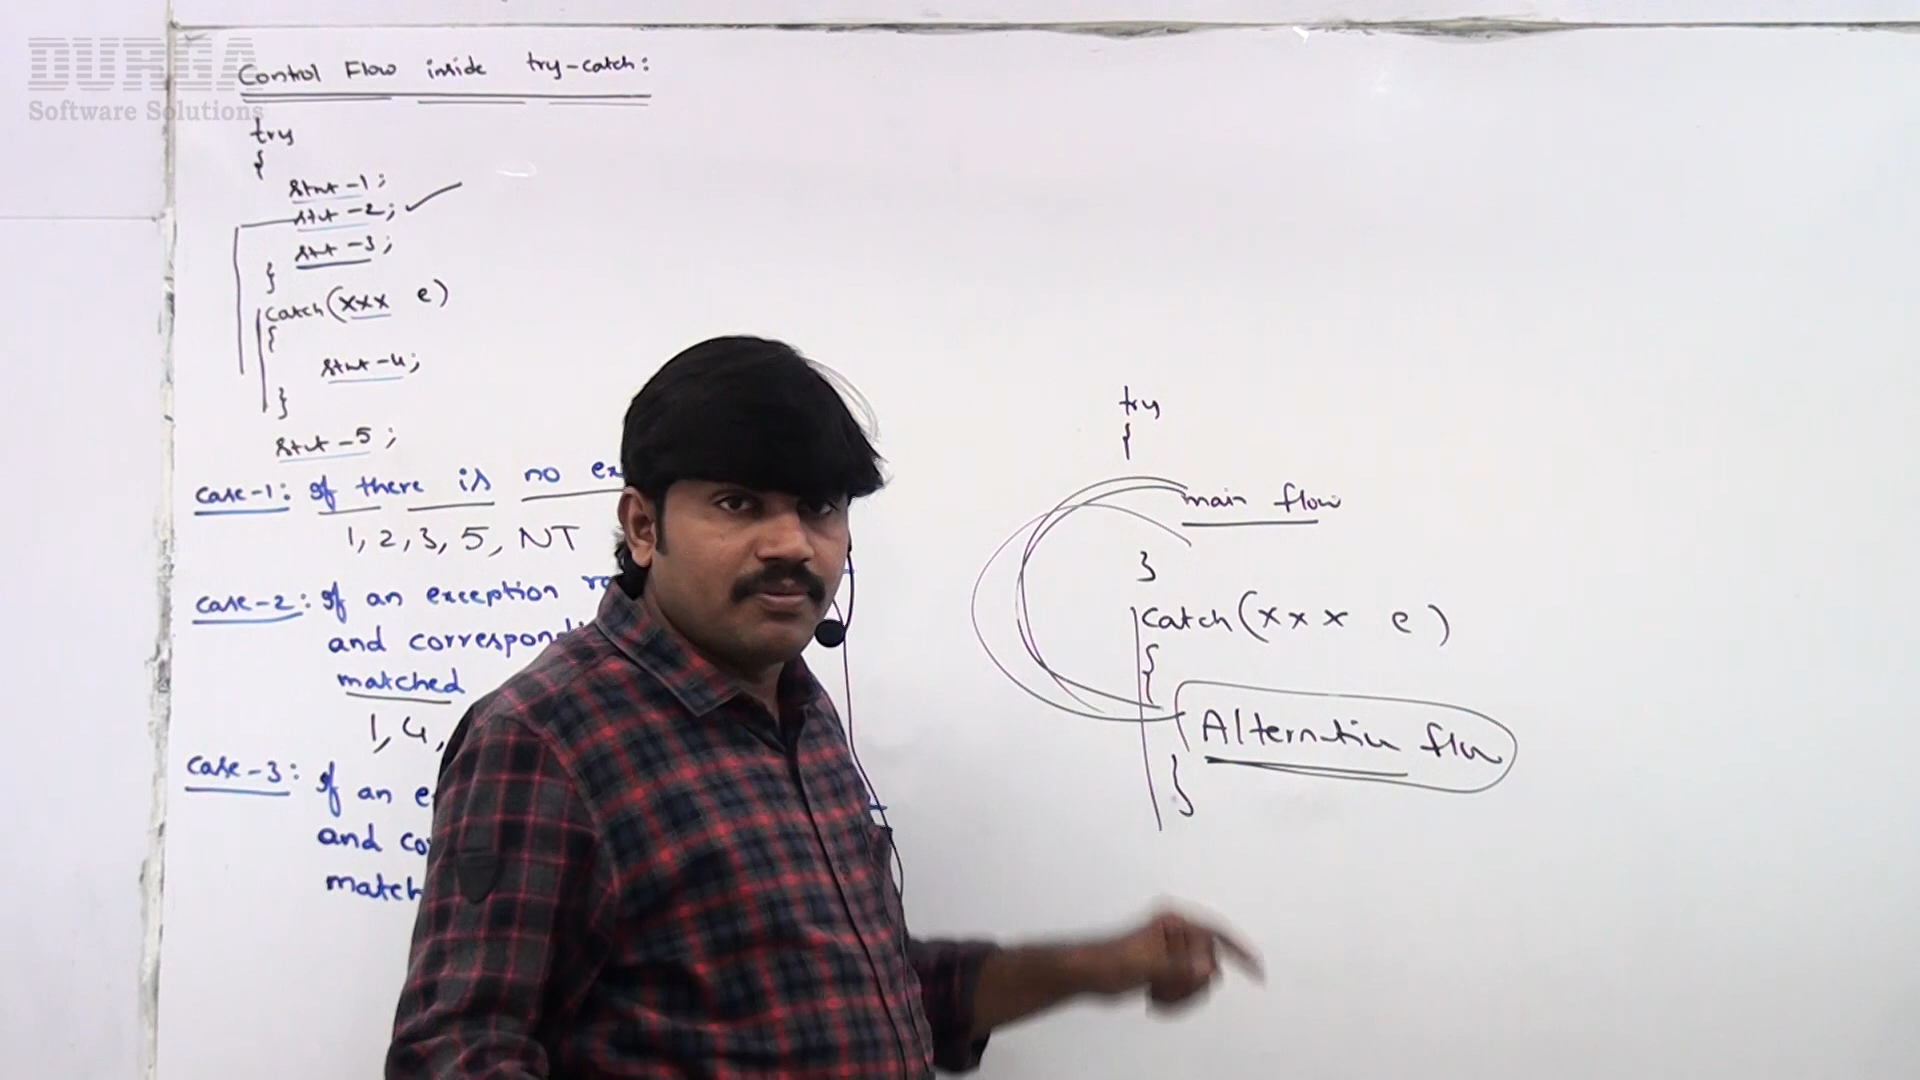 DURGA
Software Solutions
Control Flow inside try-catch:
try
{
stmt-1;
stmt-2;
stmt-3;
}
catch(xxx e)
{
stmt-4;
}
stmt-5;
case-1: If there is no ex
1, 2, 3, 5, NT
case-2: If an exception ra
and correspondi
matched
1, 4,
case-3: If an e
and co
match
try
{
main flow
}
catch(x x x e)
{
Alternative flow
}